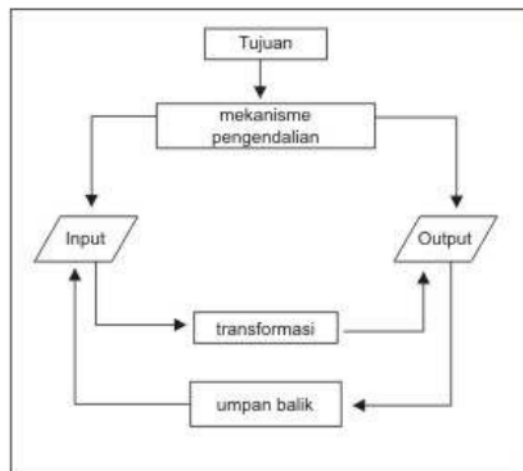 Tujuan
mekanisme
pengendalian
Input
Output
transformasi
umpan balik